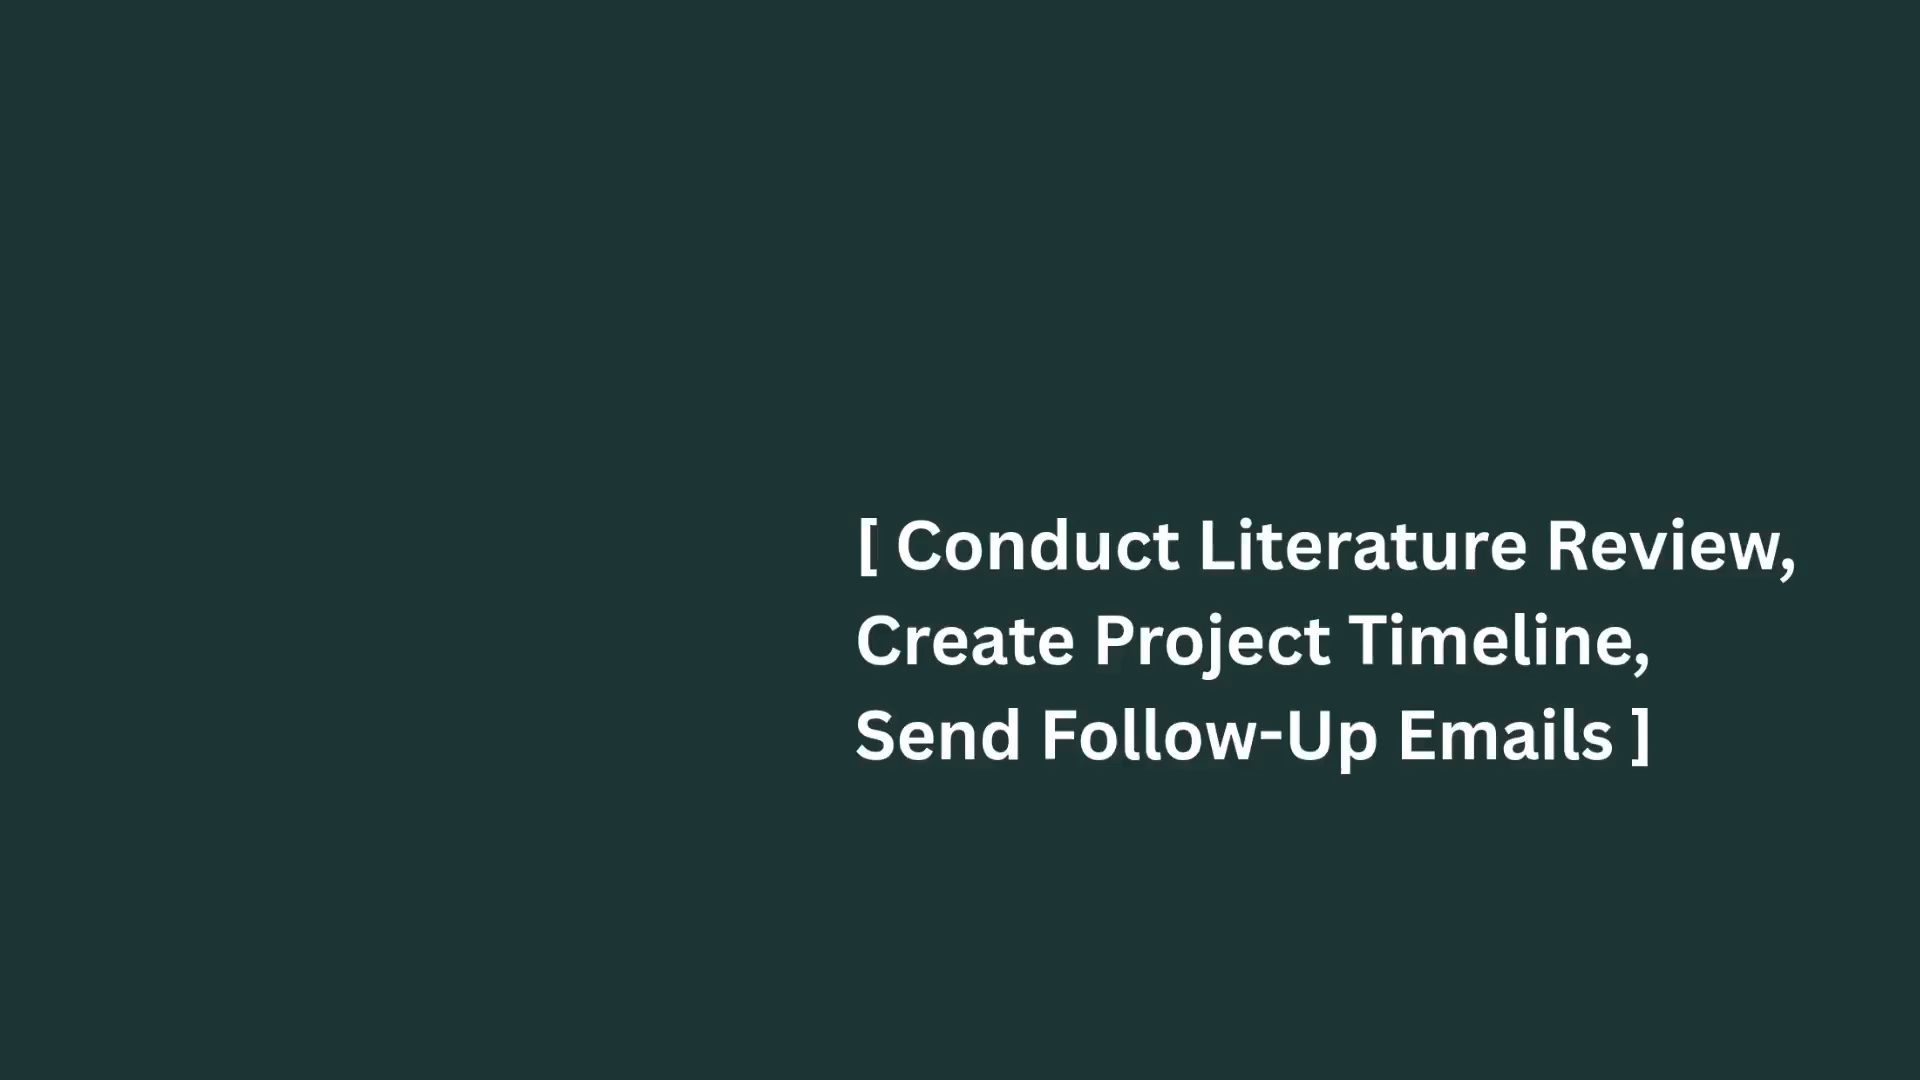 [ Conduct Literature Review,
Create Project Timeline,
Send Follow-Up Emails ]